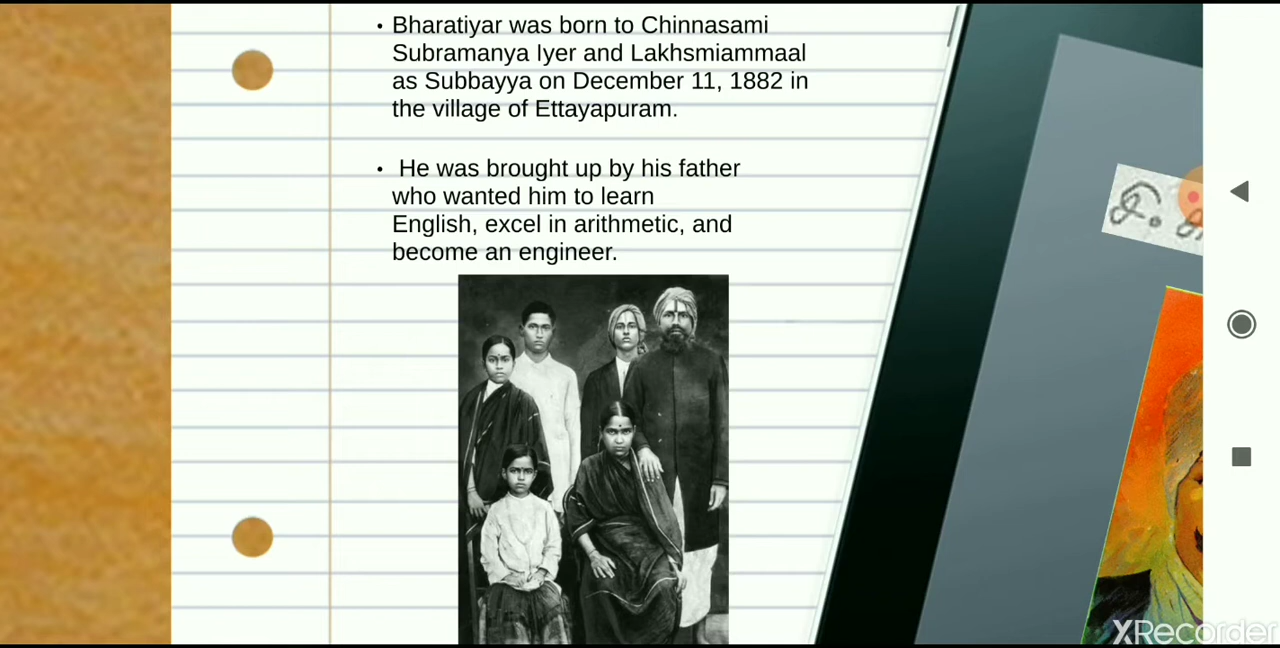 • Bharatiyar was born to Chinnasami
Subramanya Iyer and Lakhsmiammaal
as Subbayya on December 11, 1882 in
the village of Ettayapuram.
• He was brought up by his father
who wanted him to learn
English, excel in arithmetic, and
become an engineer.
XRecorder